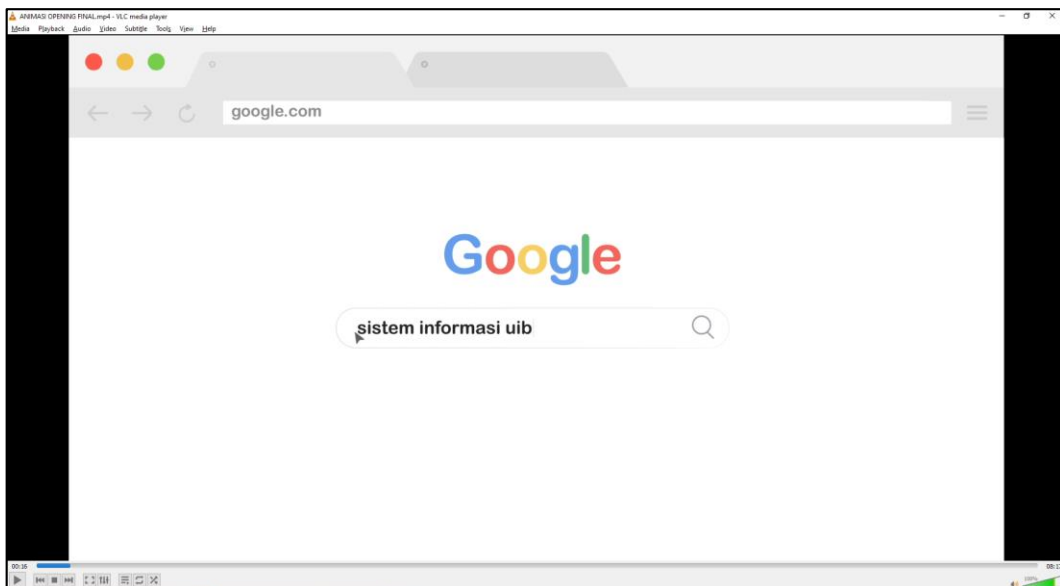 ANIMASI OPENING FINAL.mp4 - VLC media player
Media Playback Audio Video Subtitle Tools View Help
google.com
Google
sistem informasi uib
00:16